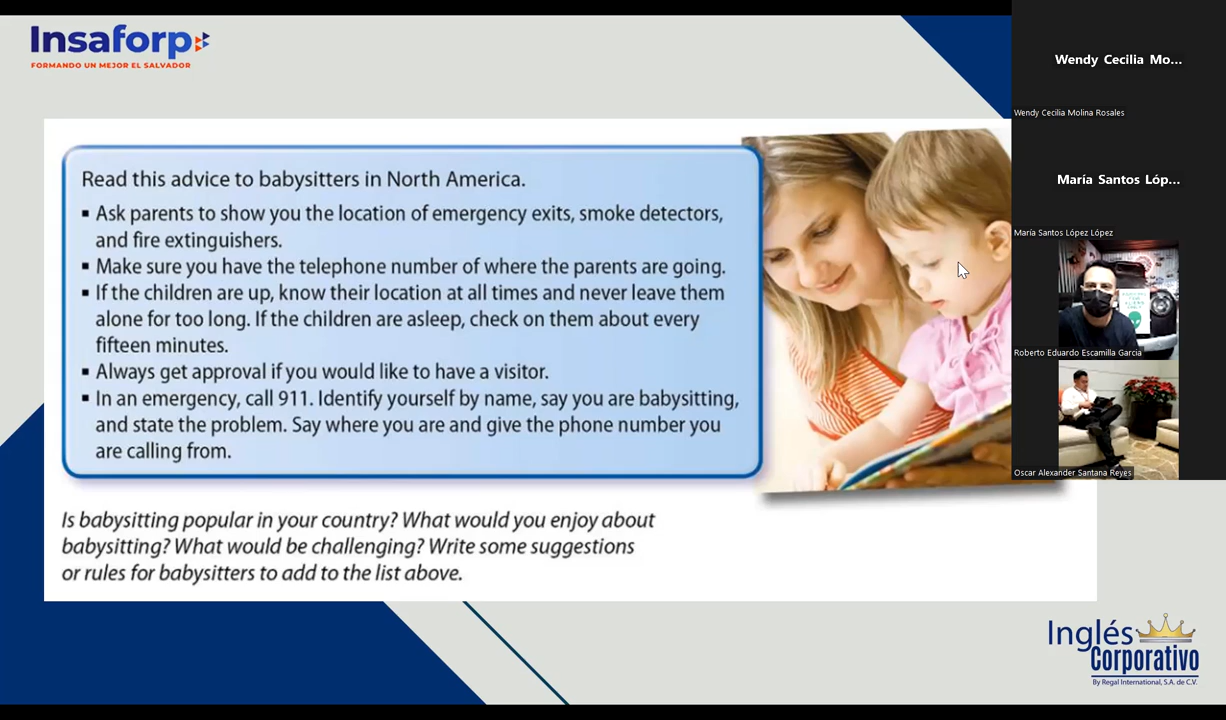 Insaforp
FORMANDO UN MEJOR EL SALVADOR
Read this advice to babysitters in North America.
▪ Ask parents to show you the location of emergency exits, smoke detectors,
and fire extinguishers.
▪ Make sure you have the telephone number of where the parents are going.
▪ If the children are up, know their location at all times and never leave them
alone for too long. If the children are asleep, check on them about every
fifteen minutes.
▪ Always get approval if you would like to have a visitor.
▪ In an emergency, call 911. Identify yourself by name, say you are babysitting,
and state the problem. Say where you are and give the phone number you
are calling from.
Is babysitting popular in your country? What would you enjoy about
babysitting? What would be challenging? Write some suggestions
or rules for babysitters to add to the list above.
Wendy Cecilia Mo...
Wendy Cecilia Molina Rosales
María Santos Lóp...
María Santos López López
Roberto Eduardo Escamilla Garcia
Oscar Alexander Santana Reyes
Inglés
Corporativo
By Regal International, S.A. de C.V.